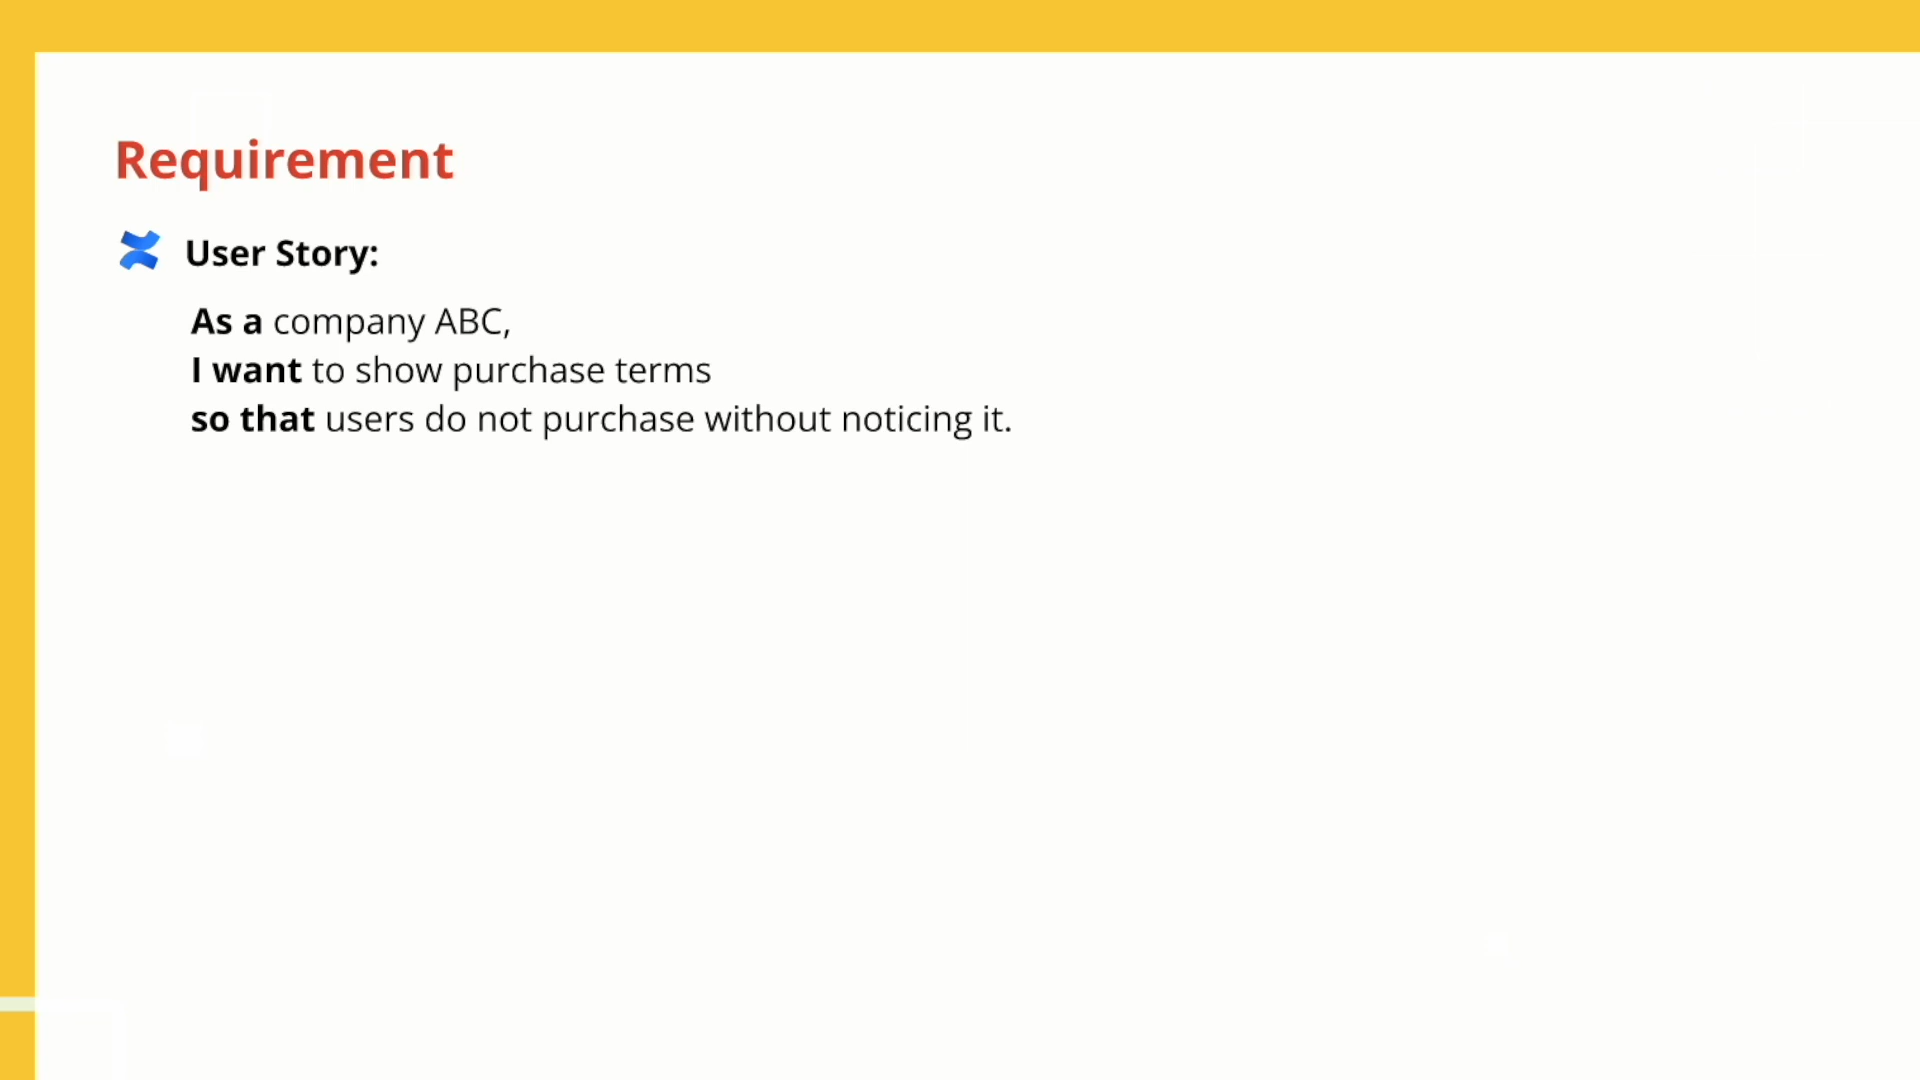 Requirement
User Story:
As a company ABC,
I want to show purchase terms
so that users do not purchase without noticing it.